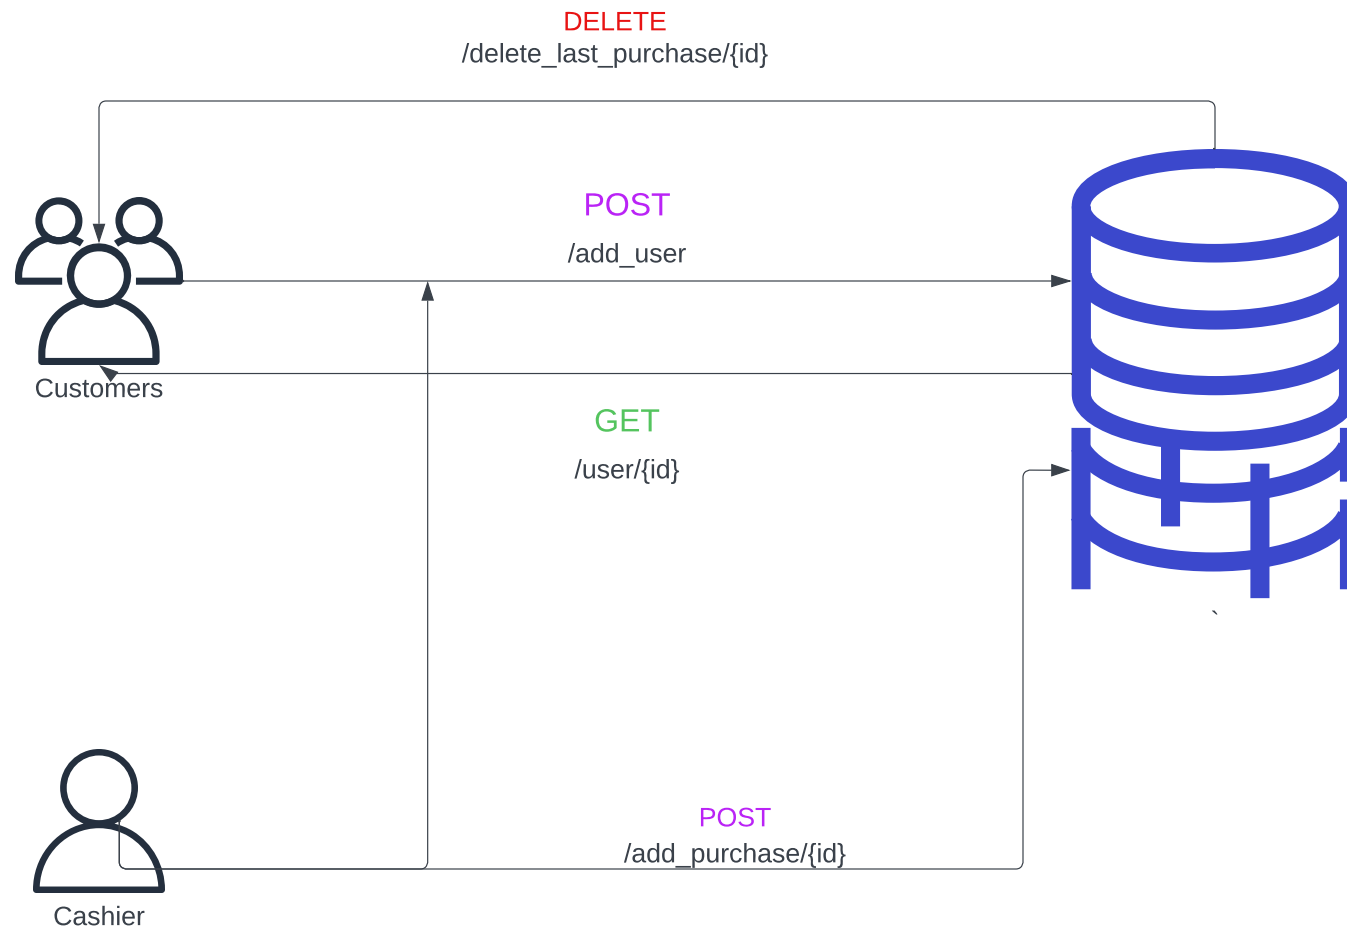 DELETE
/delete_last_purchase/{id}
POST
/add_user
Customers
GET
/user/{id}
`
POST
/add_purchase/{id}
Cashier